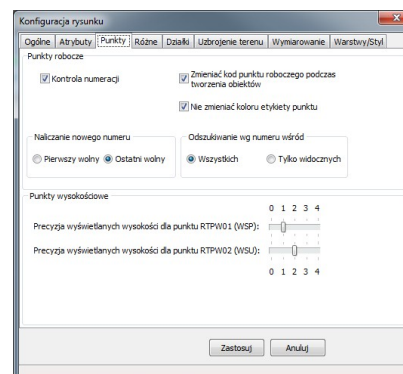 Konfiguracja rysunku
Ogólne Atrybuty Punkty Różne Działki Uzbrojenie terenu Wymiarowanie Warstwy/Styl
Punkty robocze
Kontrola numeracji
Zmieniać kod punktu roboczego podczas
tworzenia obiektów
Nie zmieniać koloru etykiety punktu
Naliczanie nowego numeru
Odszukiwanie wg numeru wśród
Pierwszy wolny Ostatni wolny
Wszystkich Tylko widocznych
Punkty wysokościowe
0 1 2 3 4
Precyzja wyświetlanych wysokości dla punktu RTPW01 (WSP):
Precyzja wyświetlanych wysokości dla punktu RTPW02 (WSU):
0 1 2 3 4
Zastosuj Anuluj